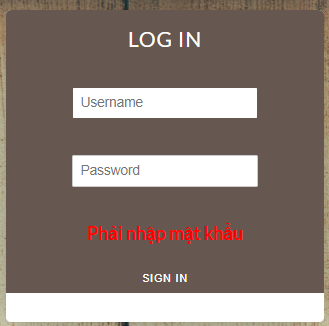 LOG IN
Username
Password
Phải nhập mật khẩu
SIGN IN